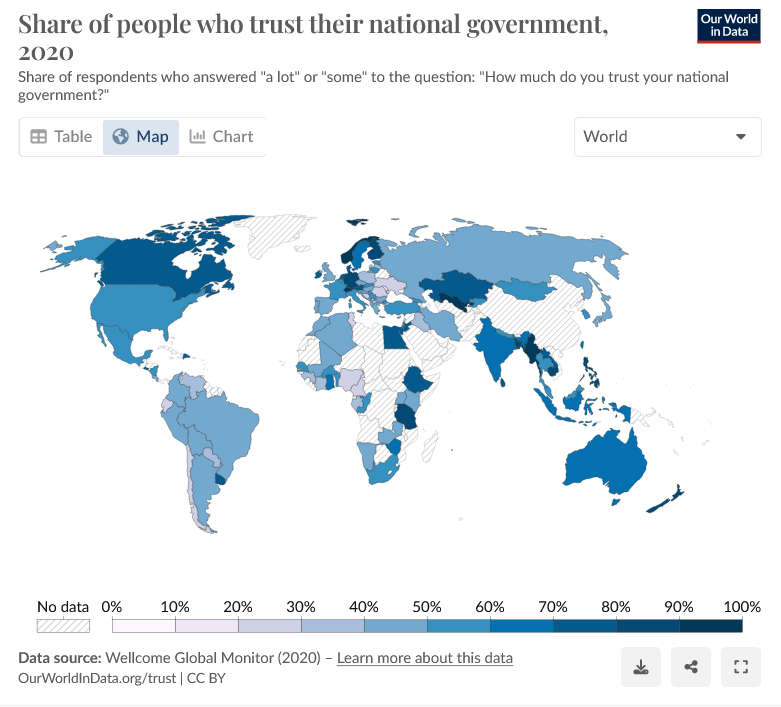 Share of people who trust their national government,
2020
Our World
in Data
Share of respondents who answered "a lot" or "some" to the question: "How much do you trust your national
government?"
Table
Map
Chart
World
No data 0% 10% 20% 30% 40% 50% 60% 70% 80% 90% 100%
Data source: Wellcome Global Monitor (2020) – Learn more about this data
OurWorldInData.org/trust | CC BY